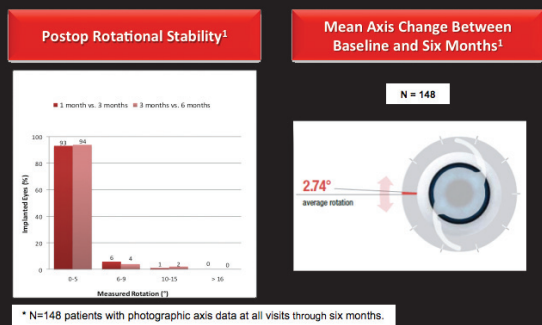 Postop Rotational Stability¹
Mean Axis Change Between
Baseline and Six Months¹
N = 148
1 month vs. 3 months
3 months vs. 6 months
Implanted Eyes (%)
100
80
60
40
20
0
93
94
6
4
1
2
0
0
0-5
6-9
10-15
> 16
Measured Rotation (°)
2.74°
average rotation
* N=148 patients with photographic axis data at all visits through six months.